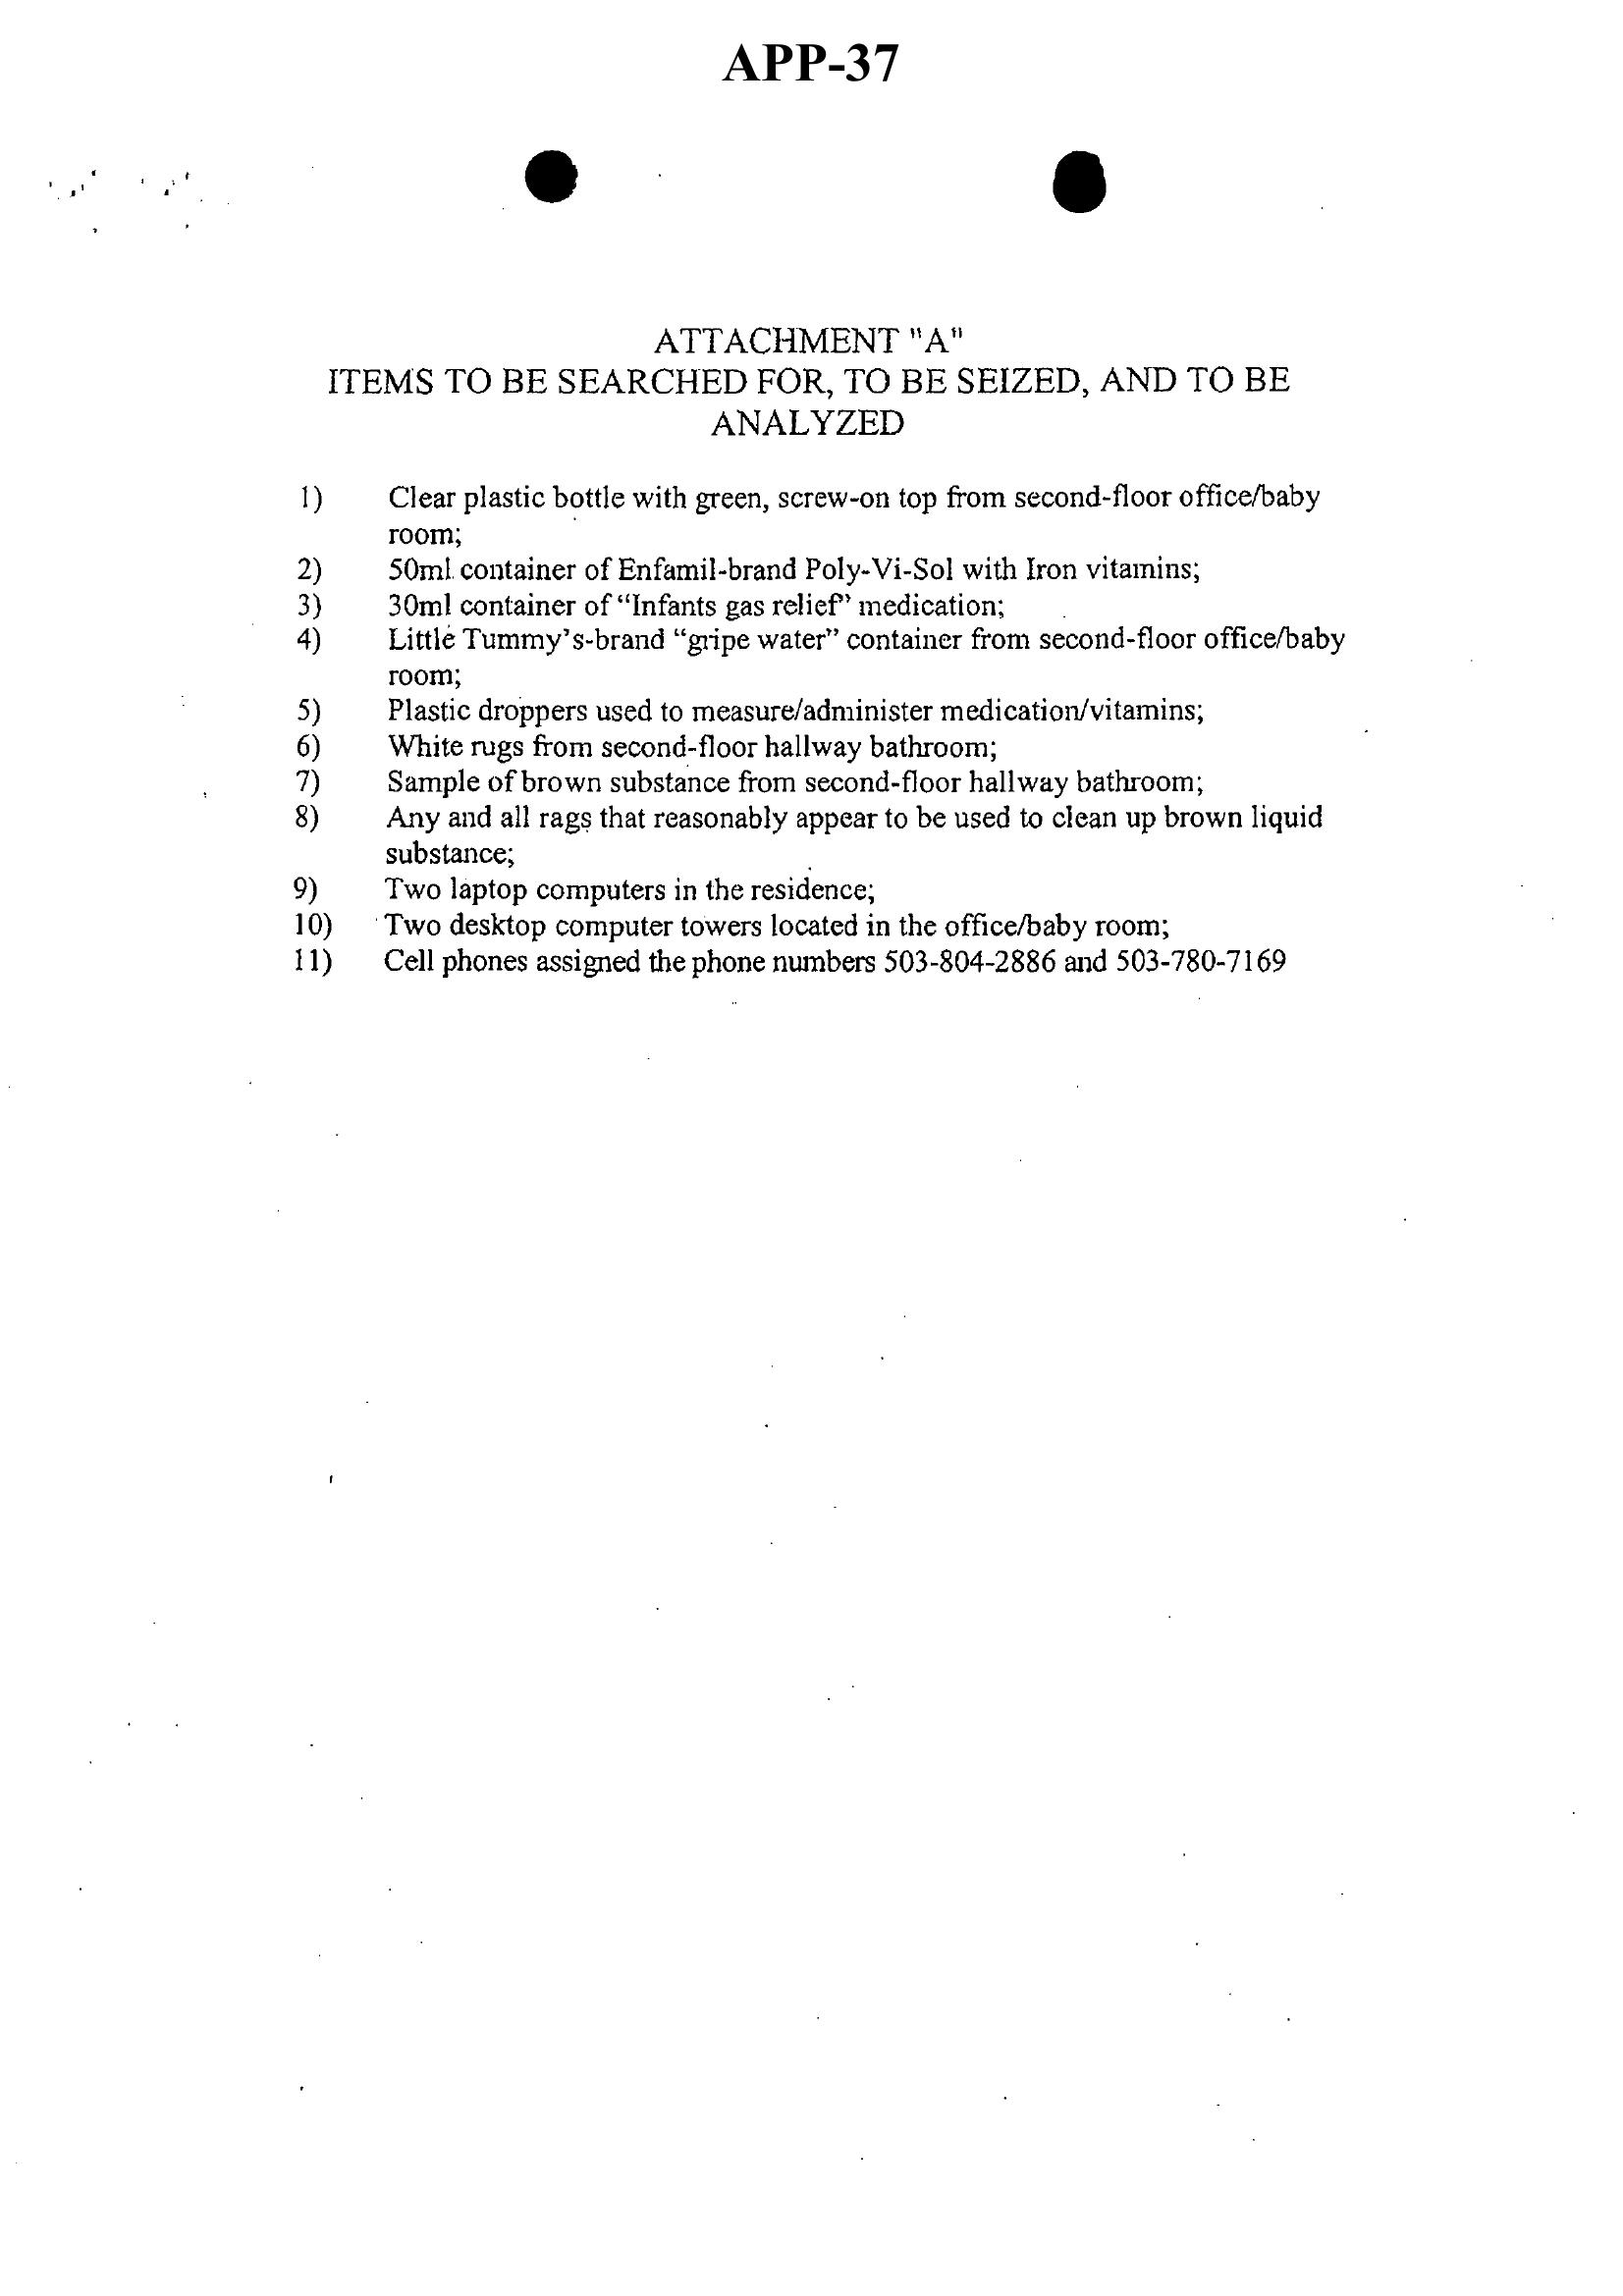 APP-37
ATTACHMENT "A"
ITEMS TO BE SEARCHED FOR, TO BE SEIZED, AND TO BE
ANALYZED
1) Clear plastic bottle with green, screw-on top from second-floor office/baby
room;
2) 50ml container of Enfamil-brand Poly-Vi-Sol with Iron vitamins;
3) 30ml container of “Infants gas relief” medication;
4) Little Tummy’s-brand “gripe water” container from second-floor office/baby
room;
5) Plastic droppers used to measure/administer medication/vitamins;
6) White rugs from second-floor hallway bathroom;
7) Sample of brown substance from second-floor hallway bathroom;
8) Any and all rags that reasonably appear to be used to clean up brown liquid
substance;
9) Two laptop computers in the residence;
10) Two desktop computer towers located in the office/baby room;
11) Cell phones assigned the phone numbers 503-804-2886 and 503-780-7169